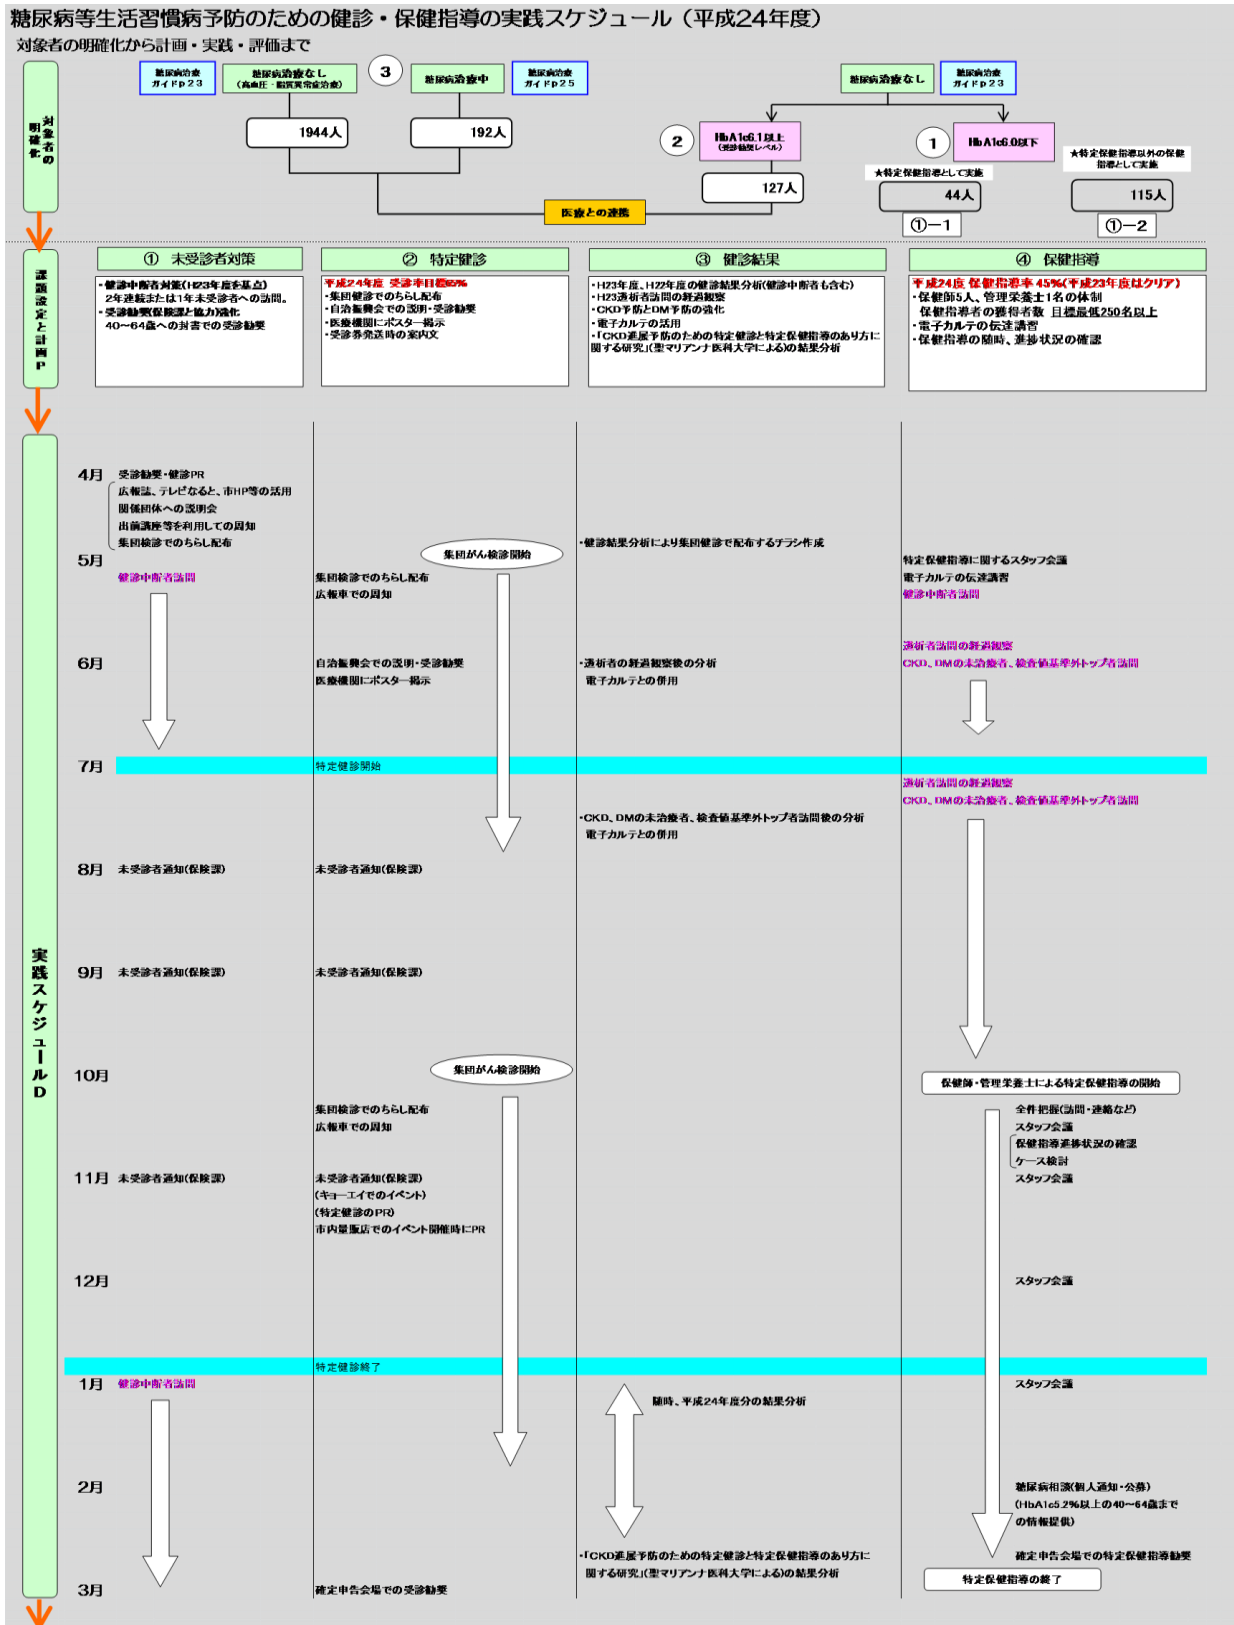 糖尿病等生活習慣病予防のための健診・保健指導の実践スケジュール（平成24年度）
対象者の明確化から計画・実践・評価まで
対象者の明確化
糖尿病治療ガイドp23
糖尿病治療なし
(高血圧・脂質異常症治療)
③
糖尿病治療中
糖尿病治療ガイドp25
糖尿病治療なし
糖尿病治療ガイドp23
1944人
192人
②
HbA1c6.1以上
(受診勧奨レベル)
①
HbA1c6.0以下
★特定保健指導以外の保健指導として実施
★特定保健指導として実施
127人
44人
115人
医療との連携
①－1
①－2
課題設定と計画P
① 未受診者対策
・健診中断者対策(H23年度を基点)
2年連続または1年未受診者への訪問。
・受診勧奨(保険課と協力)強化
40～64歳への封書での受診勧奨
② 特定健診
平成24年度 受診率目標65%
・集団健診でのちらし配布
・自治振興会での説明・受診勧奨
・医療機関にポスター掲示
・受診券発送時の案内文
③ 健診結果
・H23年度、H22年度の健診結果分析(健診中断者も含む)
・H23透析者訪問の経過観察
・CKD予防とDM予防の強化
・電子カルテの活用
・「CKD進展予防のための特定健診と特定保健指導のあり方に
関する研究」(聖マリアンナ医科大学による)の結果分析
④ 保健指導
平成24度 保健指導率 45%(平成23年度はクリア)
・保健師5人、管理栄養士1名の体制
保健指導者の獲得者数 目標最低250名以上
・電子カルテの伝達講習
・保健指導の随時、進捗状況の確認
実践スケジュールD
4月
受診勧奨・健診PR
広報誌、テレビなると、市HP等の活用
関係団体への説明会
出前講座等を利用しての周知
集団検診でのちらし配布
集団がん検診開始
・健診結果分析により集団健診で配布するチラシ作成
5月
特定保健指導に関するスタッフ会議
健診中断者訪問
集団検診でのちらし配布
電子カルテの伝達講習
広報車での周知
健診中断者訪問
透析者訪問の経過観察
6月
自治振興会での説明・受診勧奨
・透析者の経過観察後の分析
CKD、DMの未治療者、検査値基準外トップ者訪問
医療機関にポスター掲示
電子カルテとの併用
7月
特定健診開始
透析者訪問の経過観察
CKD、DMの未治療者、検査値基準外トップ者訪問
・CKD、DMの未治療者、検査値基準外トップ者訪問後の分析
電子カルテとの併用
8月
未受診者通知(保険課)
未受診者通知(保険課)
9月
未受診者通知(保険課)
未受診者通知(保険課)
10月
集団がん検診開始
保健師・管理栄養士による特定保健指導の開始
集団検診でのちらし配布
全件把握(訪問・連絡など)
広報車での周知
スタッフ会議
保健指導進捗状況の確認
ケース検討
11月
未受診者通知(保険課)
未受診者通知(保険課)
スタッフ会議
(キョーエイでのイベント)
(特定健診のPR)
市内量販店でのイベント開催時にPR
12月
スタッフ会議
特定健診終了
1月
健診中断者訪問
スタッフ会議
随時、平成24年度分の結果分析
2月
糖尿病相談(個人通知・公募)
(HbA1c5.2%以上の40～64歳まで
の情報提供)
・「CKD進展予防のための特定健診と特定保健指導のあり方に
関する研究」(聖マリアンナ医科大学による)の結果分析
確定申告会場での特定保健指導勧奨
特定保健指導の終了
3月
確定申告会場での受診勧奨